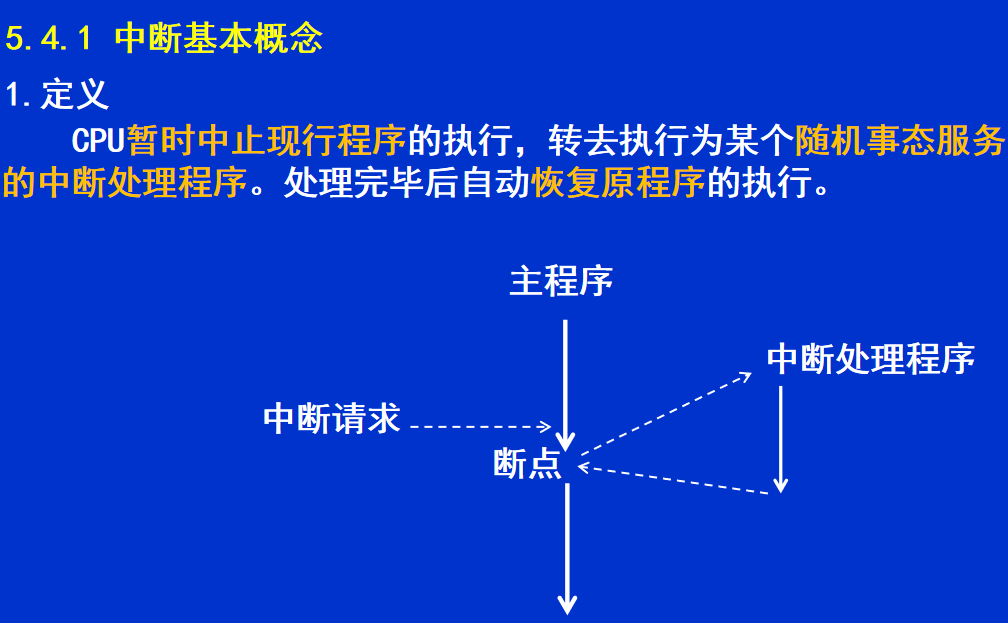 5.4.1 中断基本概念
1.定义
CPU暂时中止现行程序的执行，转去执行为某个随机事态服务
的中断处理程序。处理完毕后自动恢复原程序的执行。
主程序
中断处理程序
中断请求
断点